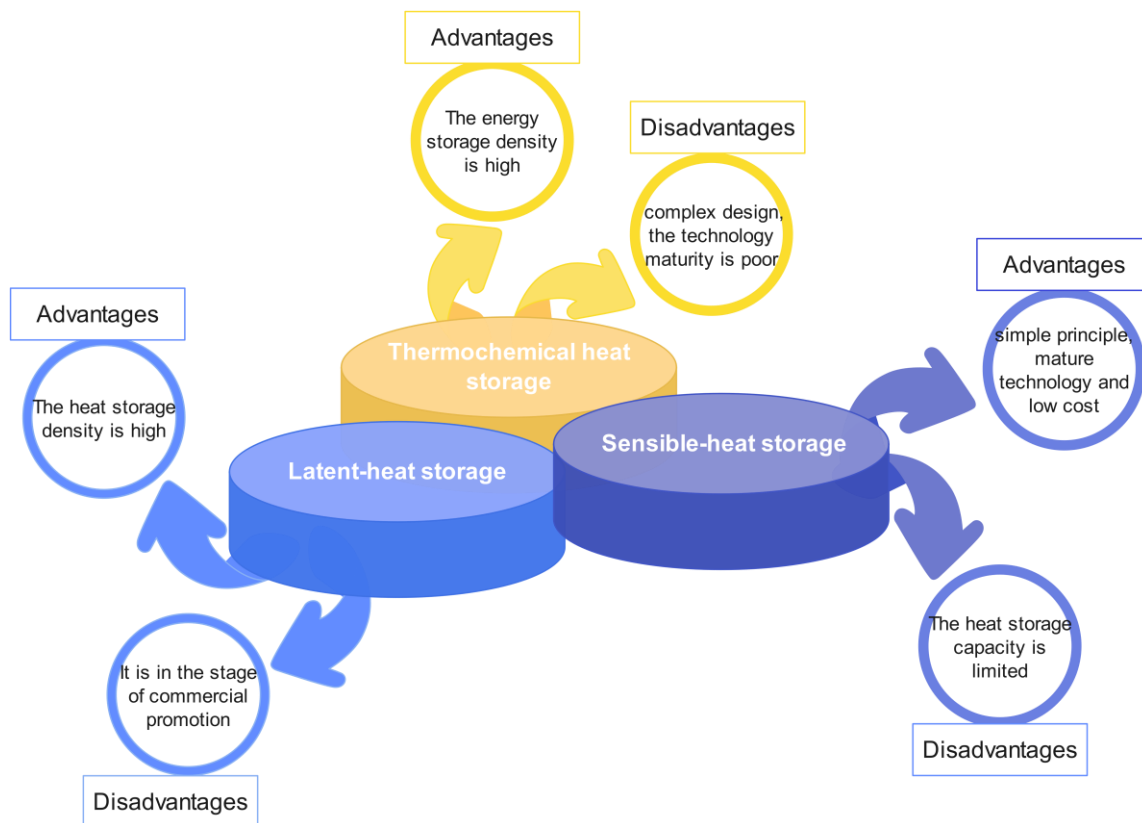 Advantages
The energy
storage density
is high
Disadvantages
complex design,
the technology
maturity is poor
Thermochemical heat
storage
Advantages
The heat storage
density is high
Latent-heat storage
It is in the stage
of commercial
promotion
Disadvantages
Advantages
simple principle,
mature
technology and
low cost
Sensible-heat storage
The heat storage
capacity is
limited
Disadvantages